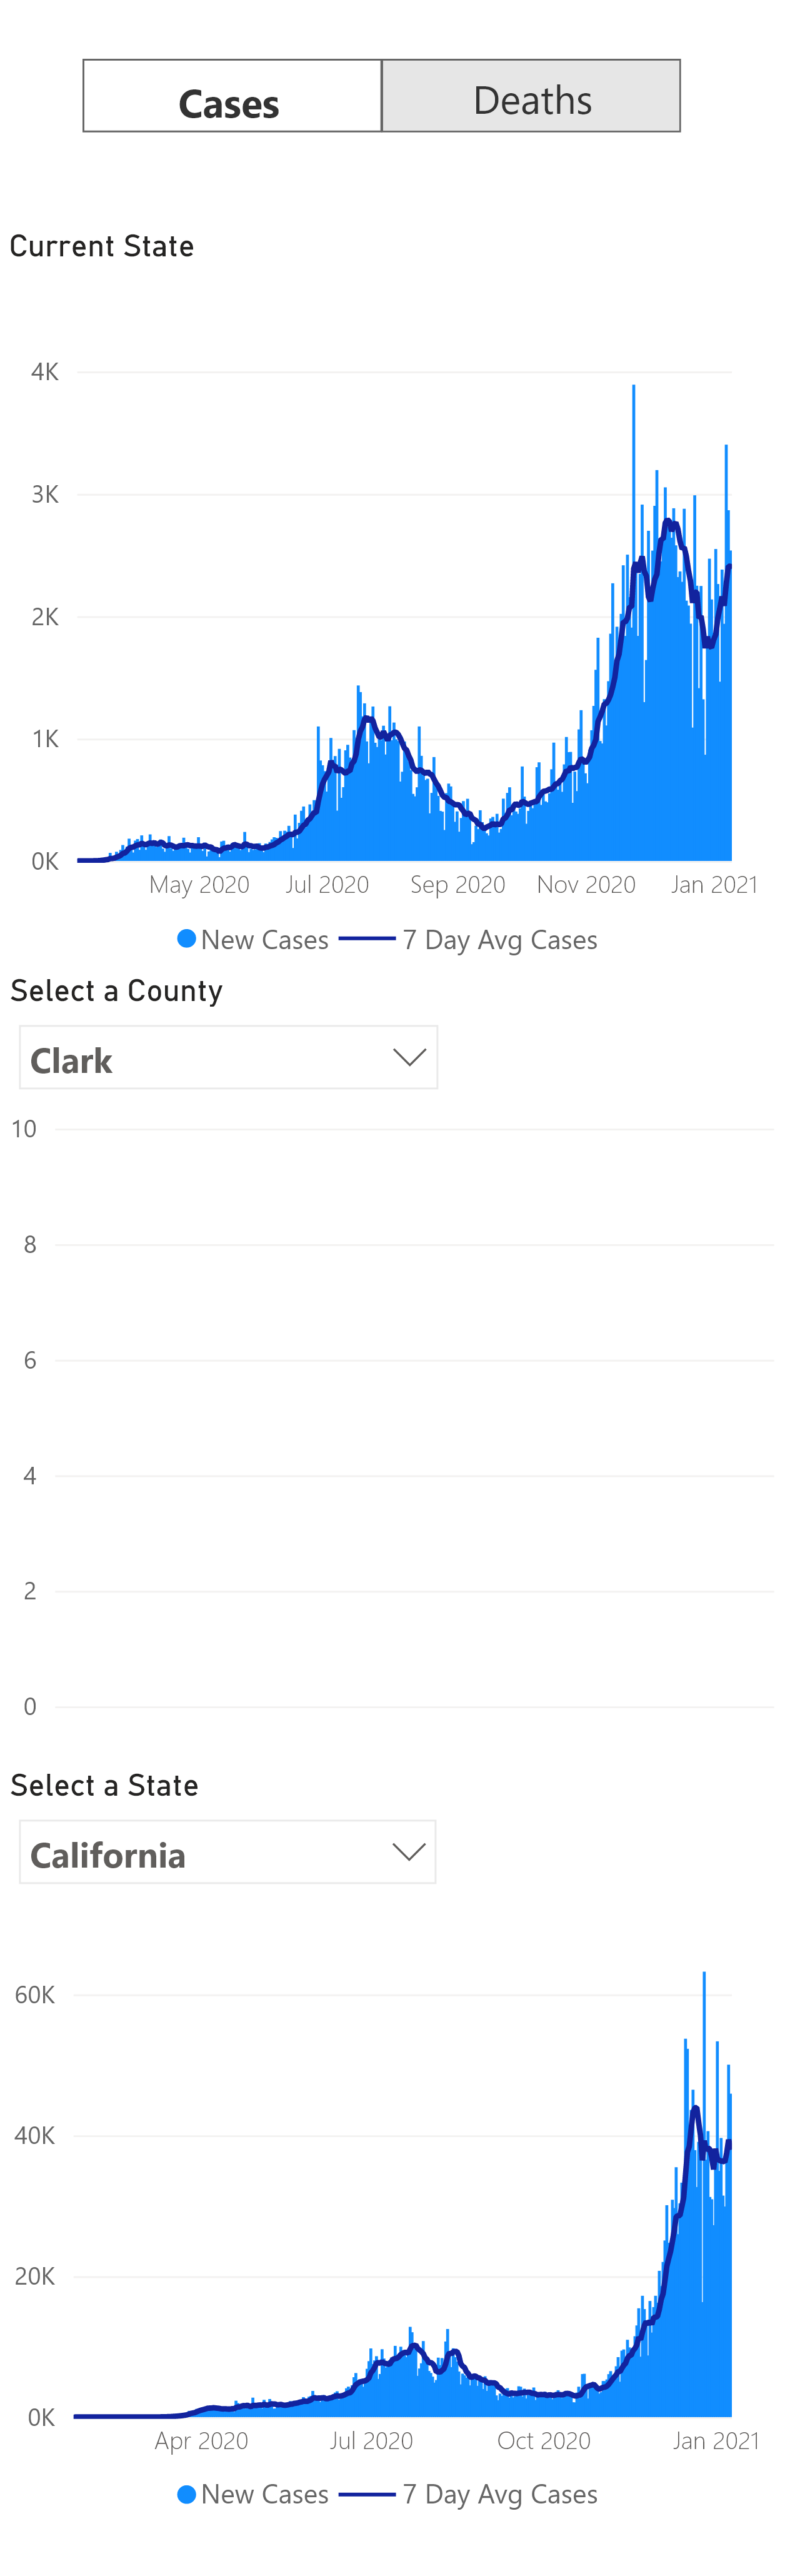 Cases Deaths
Current State
4K
3K
2K
1K
0K
May 2020 Jul 2020 Sep 2020 Nov 2020 Jan 2021
New Cases 7 Day Avg Cases
Select a County
Clark
10
8
6
4
2
0
Select a State
California
60K
40K
20K
0K
Apr 2020 Jul 2020 Oct 2020 Jan 2021
New Cases 7 Day Avg Cases